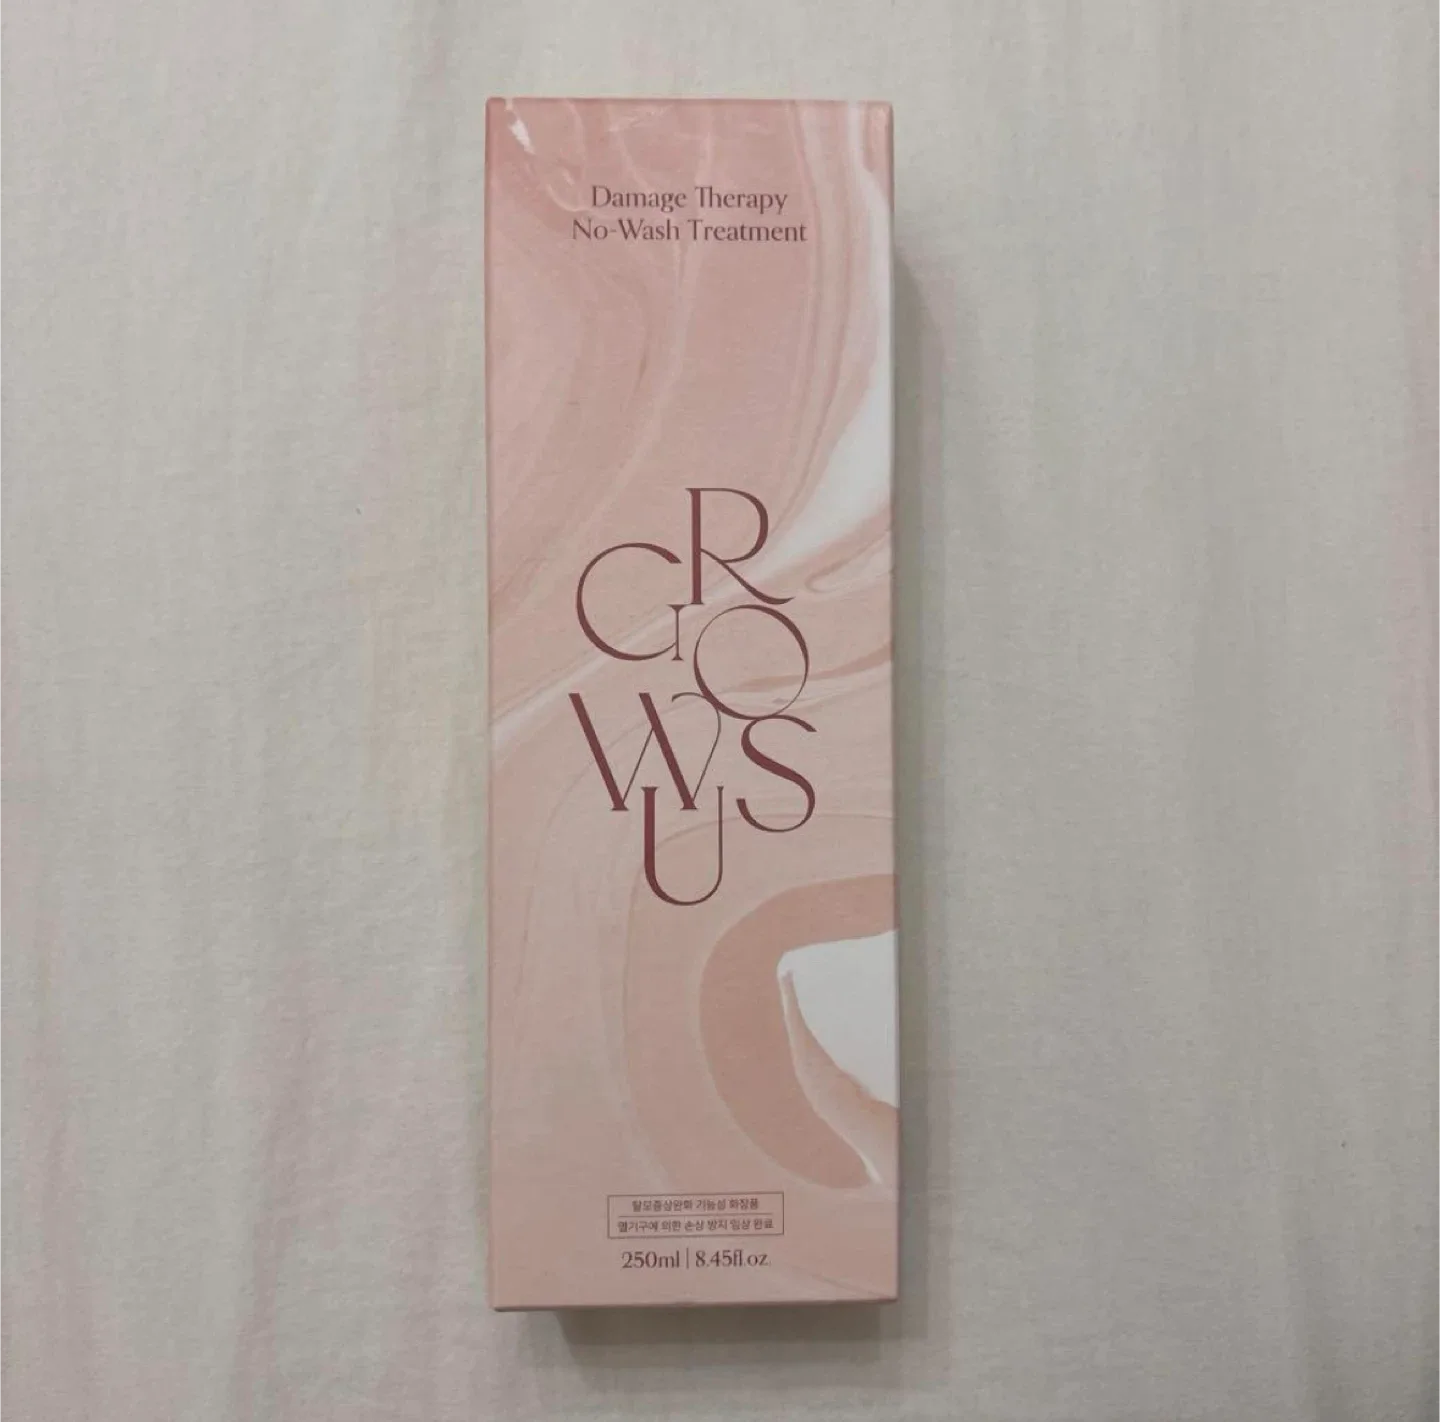 Damage Therapy
No-Wash Treatment
GROWUS
탈모증상완화 기능성 화장품
열기구에 의한 손상 방지 임상 완료
250ml | 8.45fl.oz.